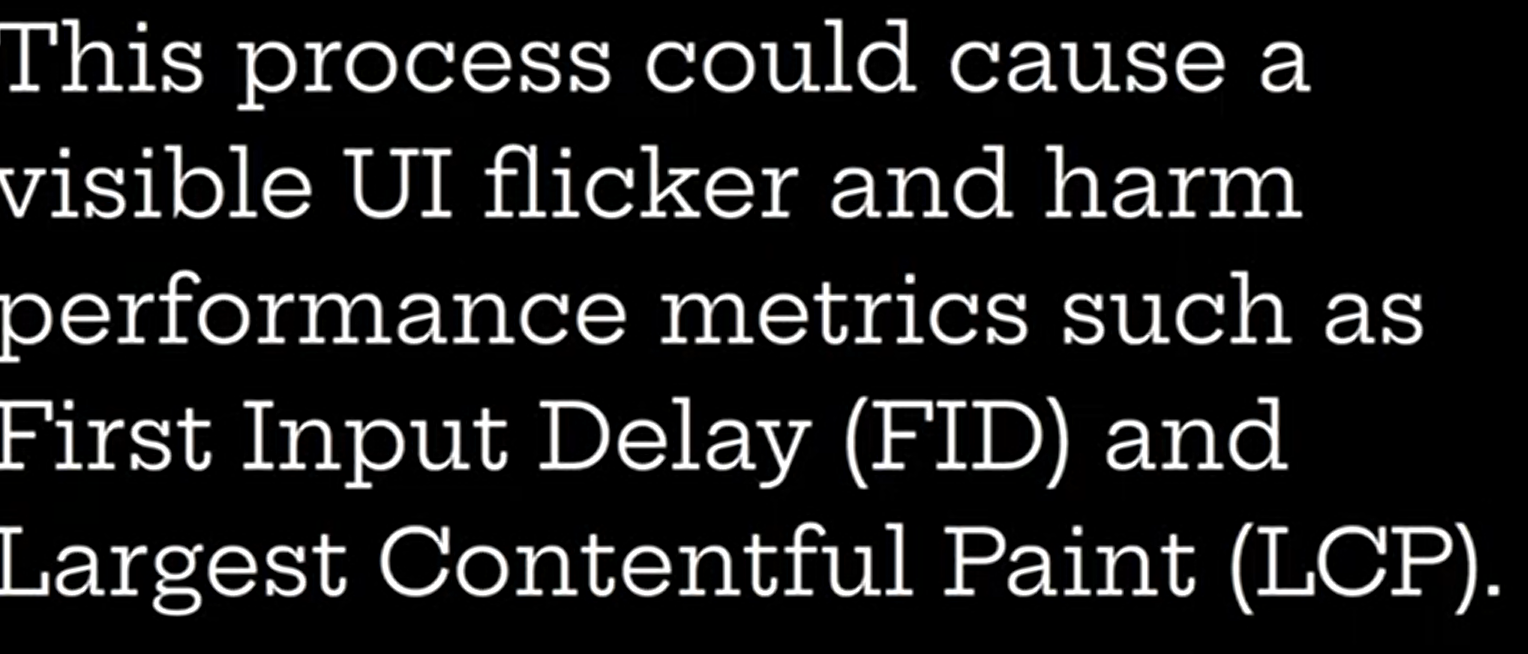 This process could cause a
visible UI flicker and harm
performance metrics such as
First Input Delay (FID) and
Largest Contentful Paint (LCP).